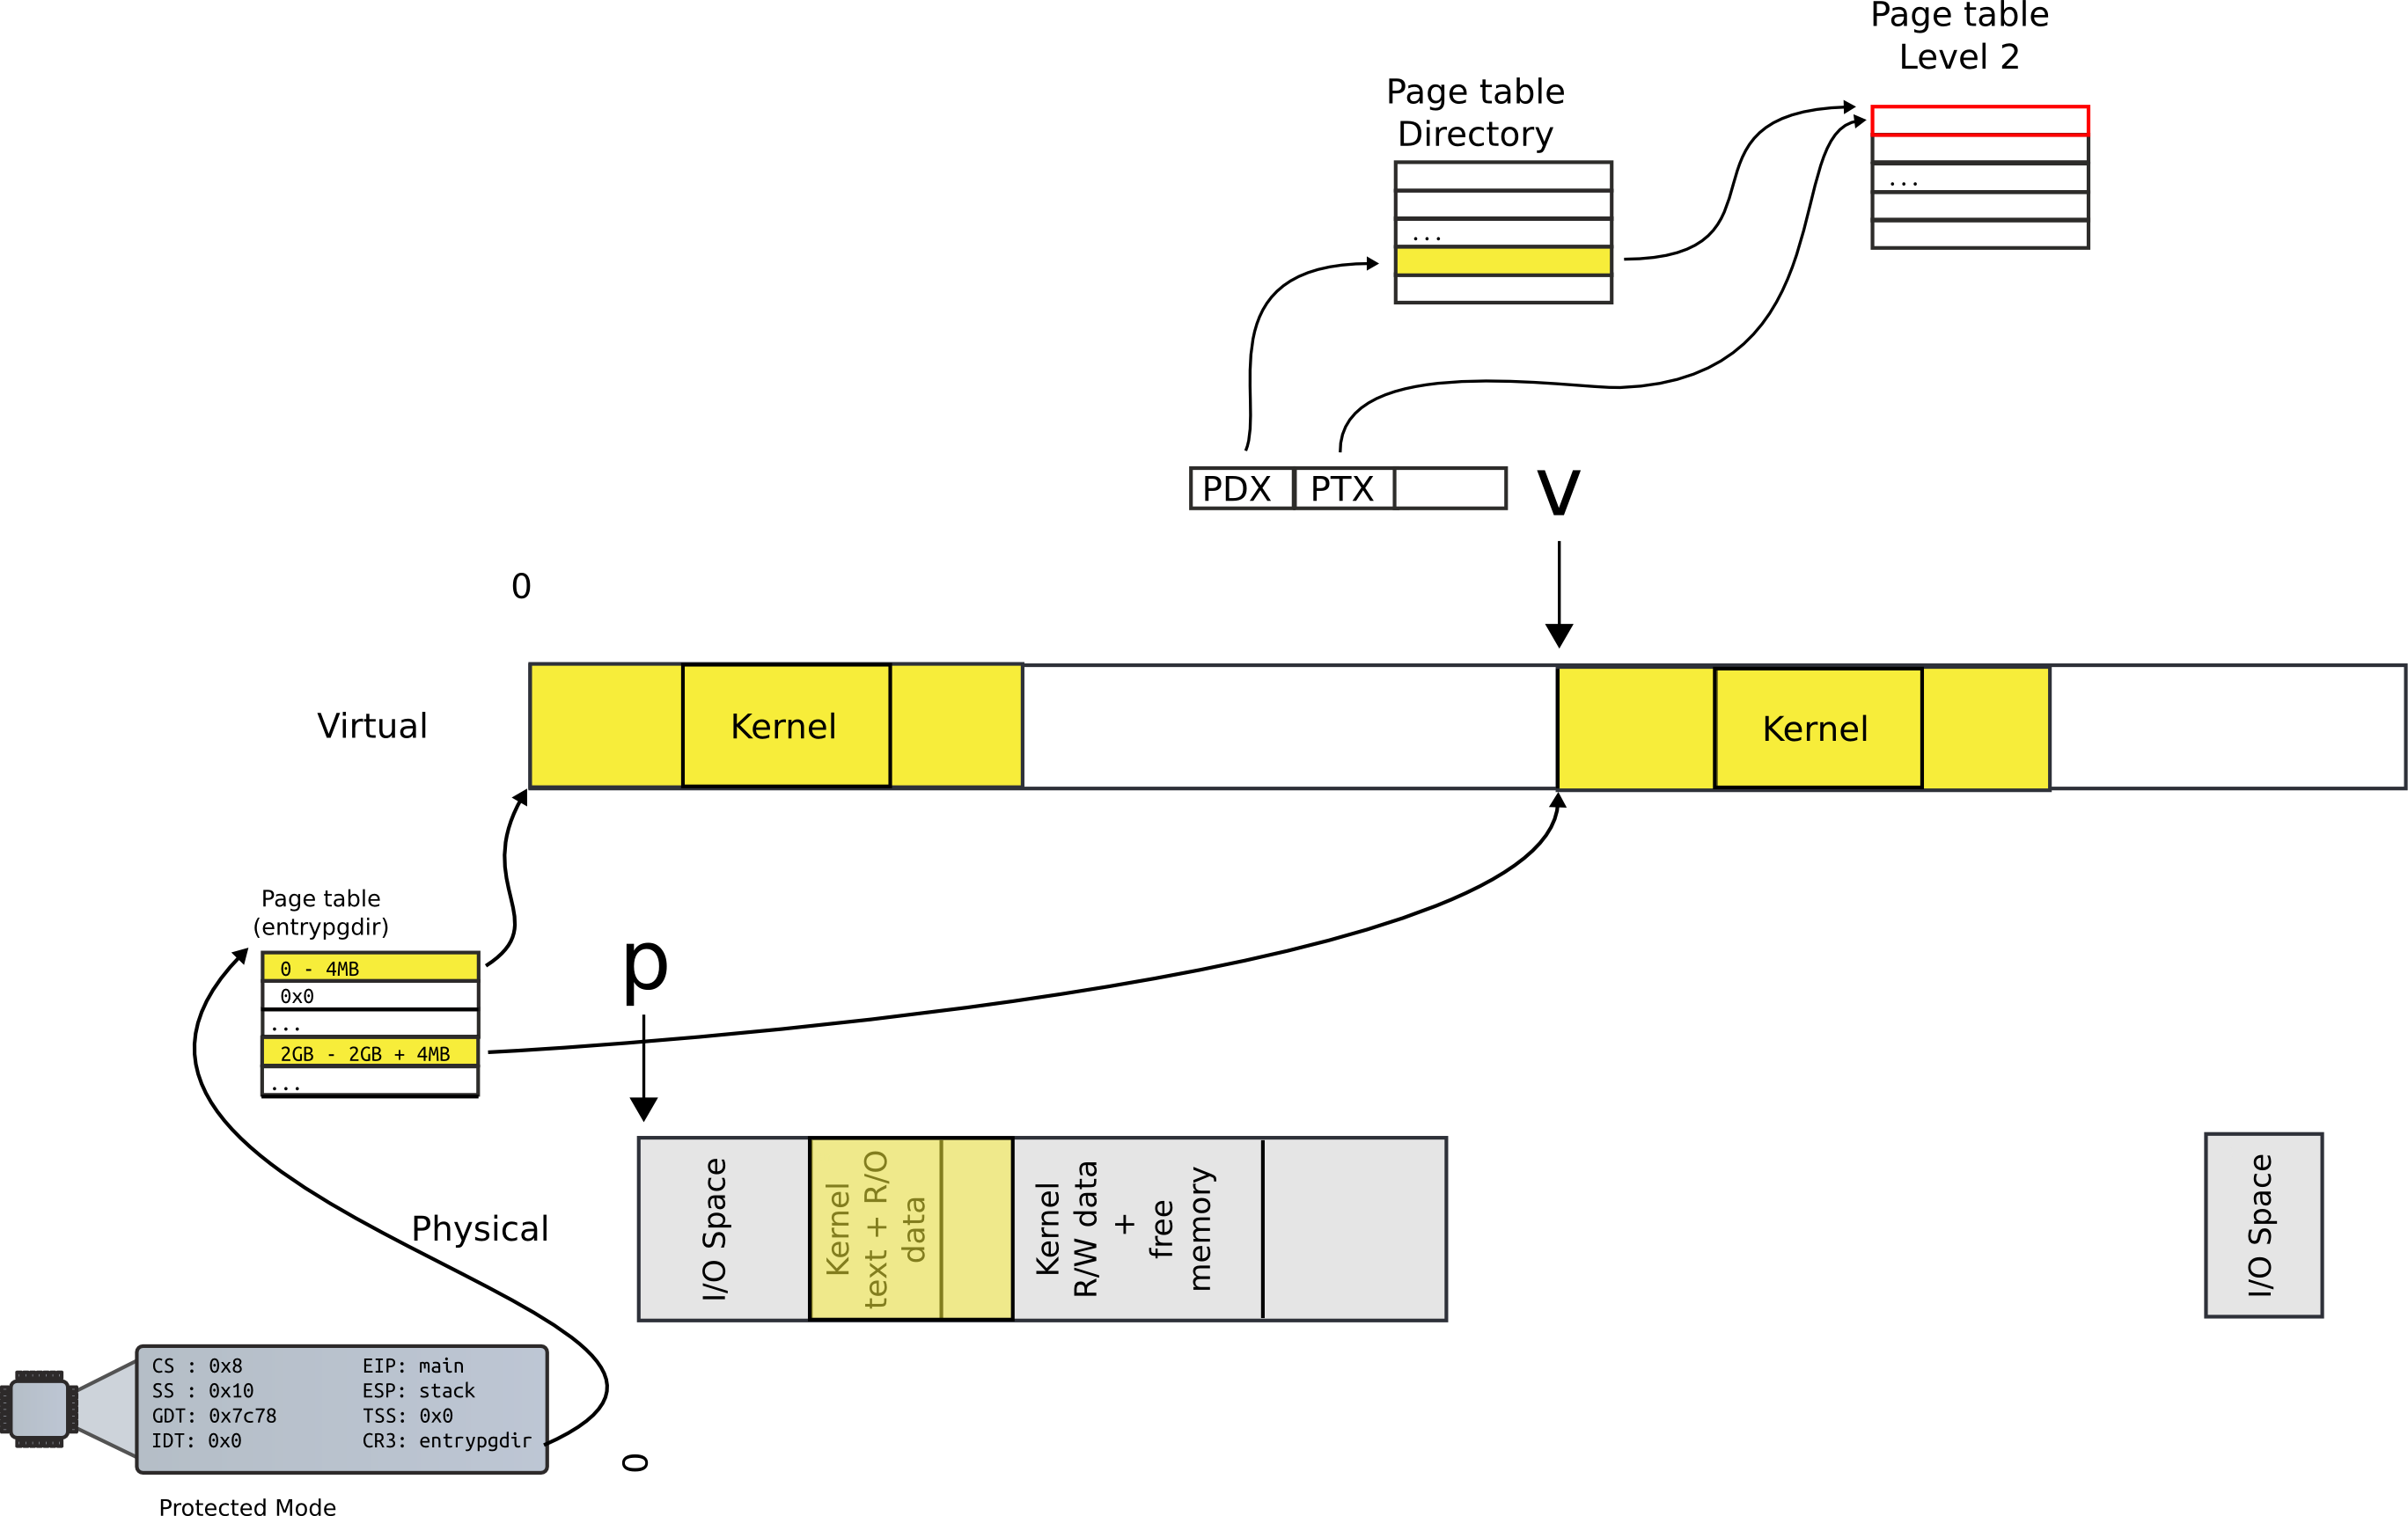 Page table
Level 2
Page table
Directory
...
...
PDX PTX
v
0
Virtual
Kernel
Kernel
Page table
(entrypgdir)
0 - 4MB
0x0
...
2GB - 2GB + 4MB
...
p
Physical
I/O Space
Kernel
text + R/O
data
Kernel
R/W data
+
free
memory
I/O Space
CS : 0x8 EIP: main
SS : 0x10 ESP: stack
GDT: 0x7c78 TSS: 0x0
IDT: 0x0 CR3: entrypgdir
0
Protected Mode